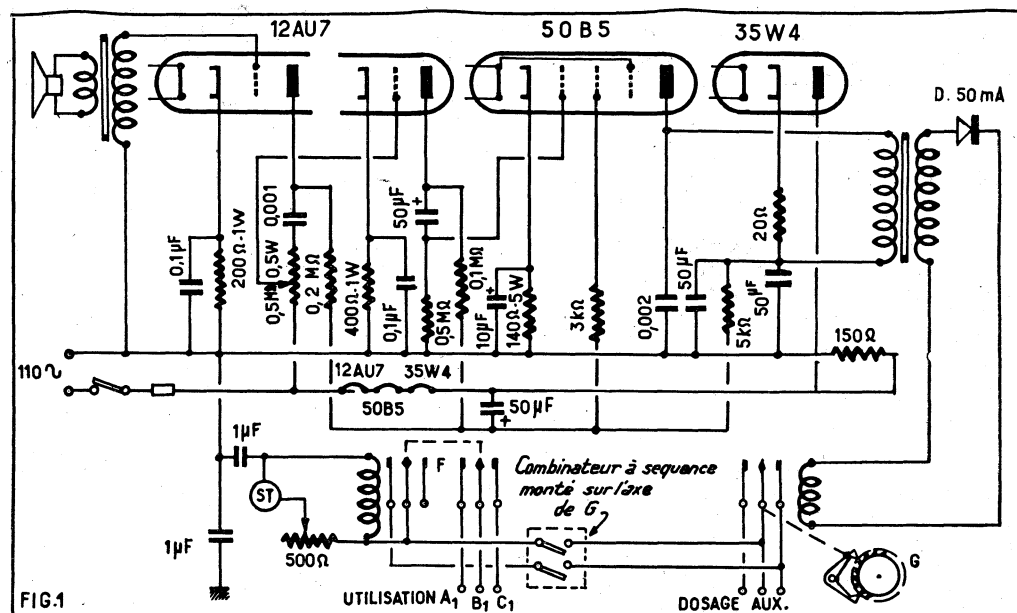 12AU7
50B5
35W4
D. 50mA
0,1µF
200Ω-1W
0,5MΩ 0,5W
0,001
0,2 MΩ
400Ω-1W
0,1µF
50µF
+
0,5MΩ
0,1MΩ
+
10µF
140Ω-5W
3kΩ
0,002
50µF
5kΩ
20Ω
50µF
150Ω
110∿
12AU7
35W4
50B5
50µF
+
1µF
ST
500Ω
1µF
F
Combinateur à sequence
monté sur l'axe
de G
G
FIG.1
UTILISATION A1 B1 C1
DOSAGE AUX.